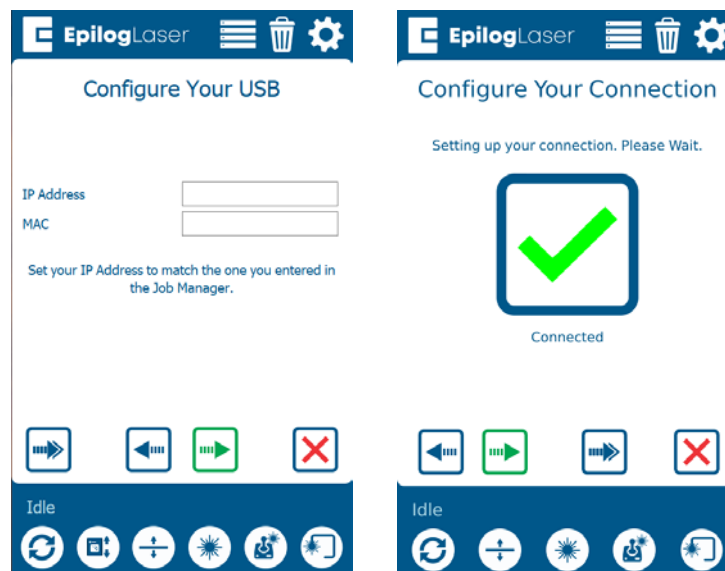 EpilogLaser
Configure Your USB
IP Address
MAC
Set your IP Address to match the one you entered in
the Job Manager.
Idle
EpilogLaser
Configure Your Connection
Setting up your connection. Please Wait.
Connected
Idle